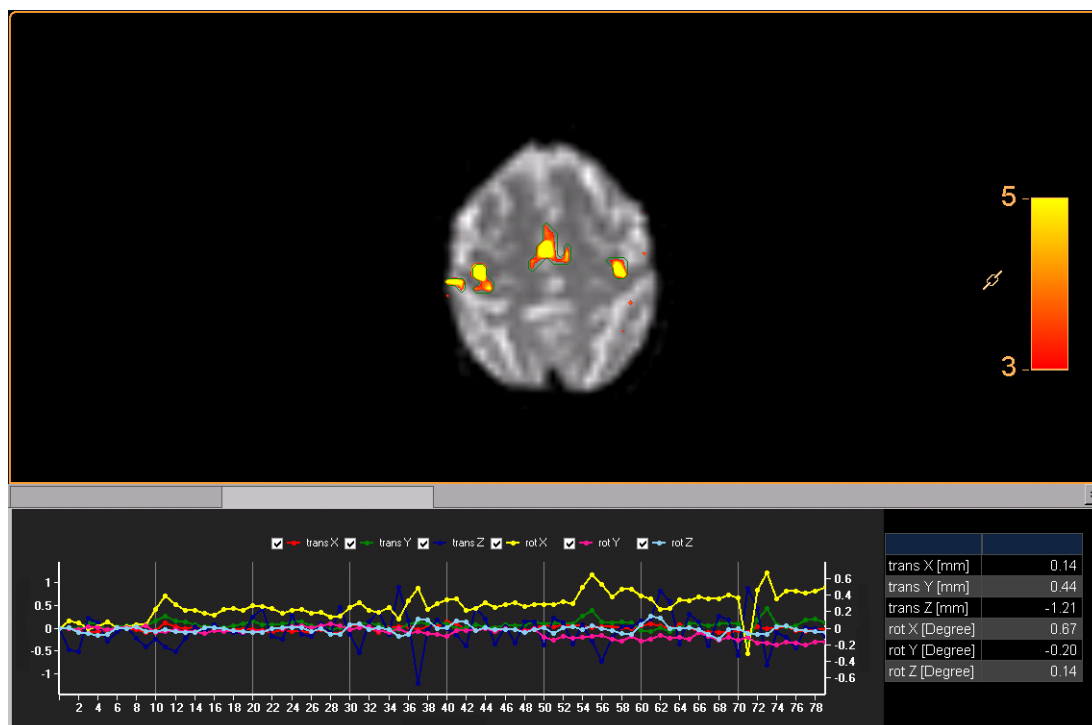 5
3
trans X trans Y trans Z rot X rot Y rot Z
1
0.5
0
-0.5
-1
0.6
0.4
0.2
0
-0.2
-0.4
-0.6
2 4 6 8 10 12 14 16 18 20 22 24 26 28 30 32 34 36 38 40 42 44 46 48 50 52 54 56 58 60 62 64 66 68 70 72 74 76 78
trans X [mm] 0.14
trans Y [mm] 0.44
trans Z [mm] -1.21
rot X [Degree] 0.67
rot Y [Degree] -0.20
rot Z [Degree] 0.14